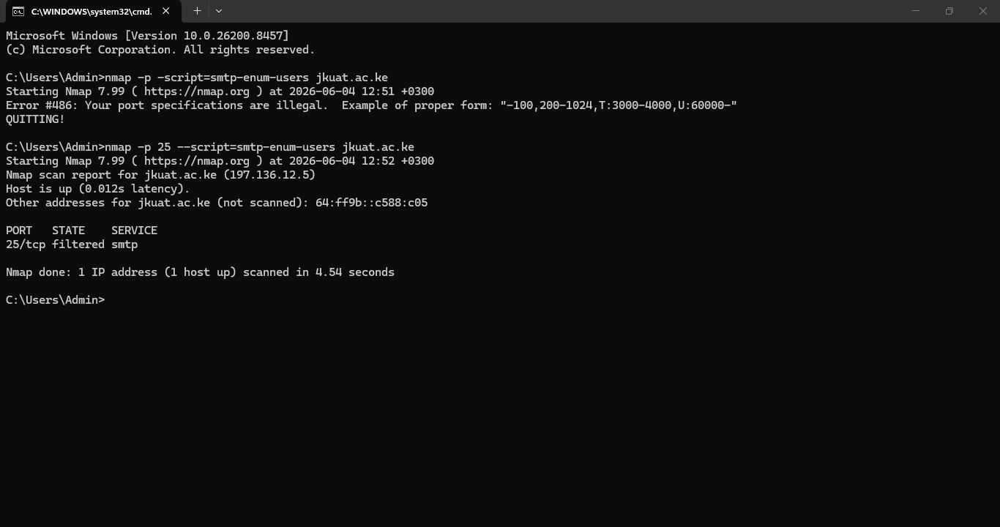 C:\WINDOWS\system32\cmd.
Microsoft Windows [Version 10.0.26200.8457]
(c) Microsoft Corporation. All rights reserved.
C:\Users\Admin>nmap -p -script=smtp-enum-users jkuat.ac.ke
Starting Nmap 7.99 ( https://nmap.org ) at 2026-06-04 12:51 +0300
Error #486: Your port specifications are illegal.  Example of proper form: "-100,200-1024,T:3000-4000,U:60000-"
QUITTING!
C:\Users\Admin>nmap -p 25 --script=smtp-enum-users jkuat.ac.ke
Starting Nmap 7.99 ( https://nmap.org ) at 2026-06-04 12:52 +0300
Nmap scan report for jkuat.ac.ke (197.136.12.5)
Host is up (0.012s latency).
Other addresses for jkuat.ac.ke (not scanned): 64:ff9b::c588:c05
PORT   STATE    SERVICE
25/tcp filtered smtp
Nmap done: 1 IP address (1 host up) scanned in 4.54 seconds
C:\Users\Admin>